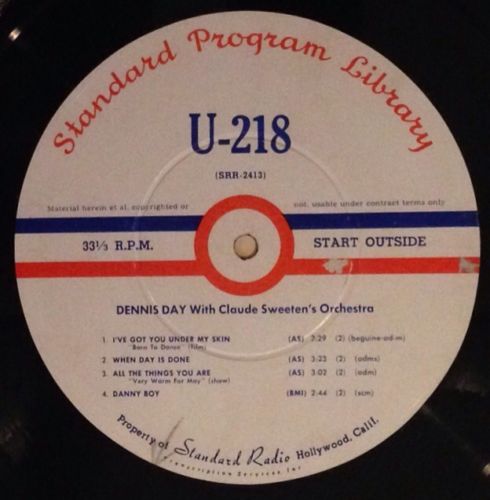 Standard Program Library
U-218
(SRR-2413)
Material herein et al. copyrighted or not. usable under contract terms only
33⅓ R.P.M. START OUTSIDE
DENNIS DAY With Claude Sweeten's Orchestra
1. I'VE GOT YOU UNDER MY SKIN (AS) 2:29 (2) (beguine-ad-m)
"Born To Dance" (film)
2. WHEN DAY IS DONE (AS) 3:23 (2) (adms)
3. ALL THE THINGS YOU ARE (AS) 3:02 (2) (adm)
"Very Warm For May" (show)
4. DANNY BOY (BMI) 2:44 (2) (scm)
Property of Standard Radio Hollywood, Calif.
Transcription Services Inc